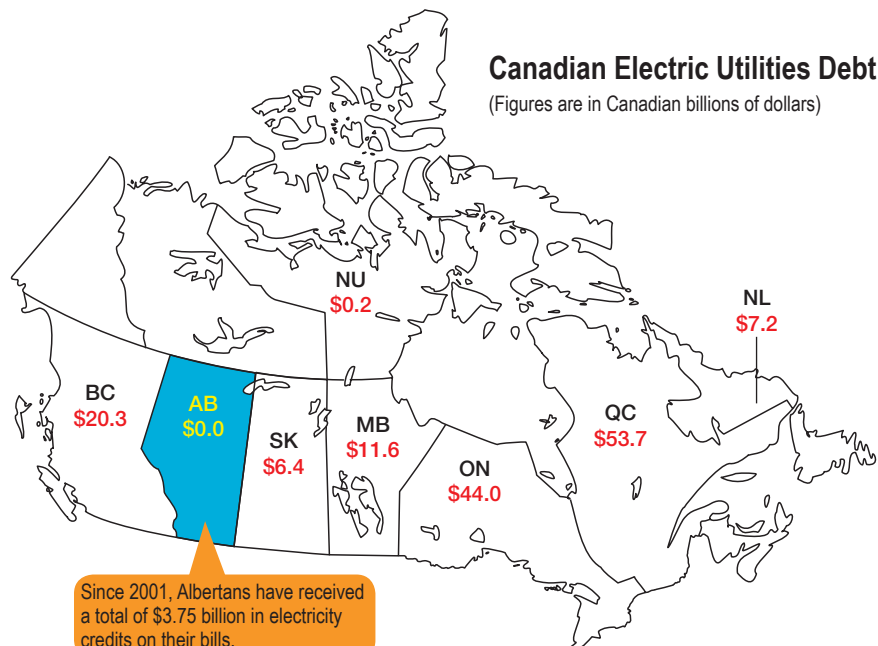 Canadian Electric Utilities Debt
(Figures are in Canadian billions of dollars)
NU
$0.2
NL
$7.2
BC
$20.3
AB
$0.0
SK
$6.4
MB
$11.6
ON
$44.0
QC
$53.7
Since 2001, Albertans have received
a total of $3.75 billion in electricity
credits on their bills.